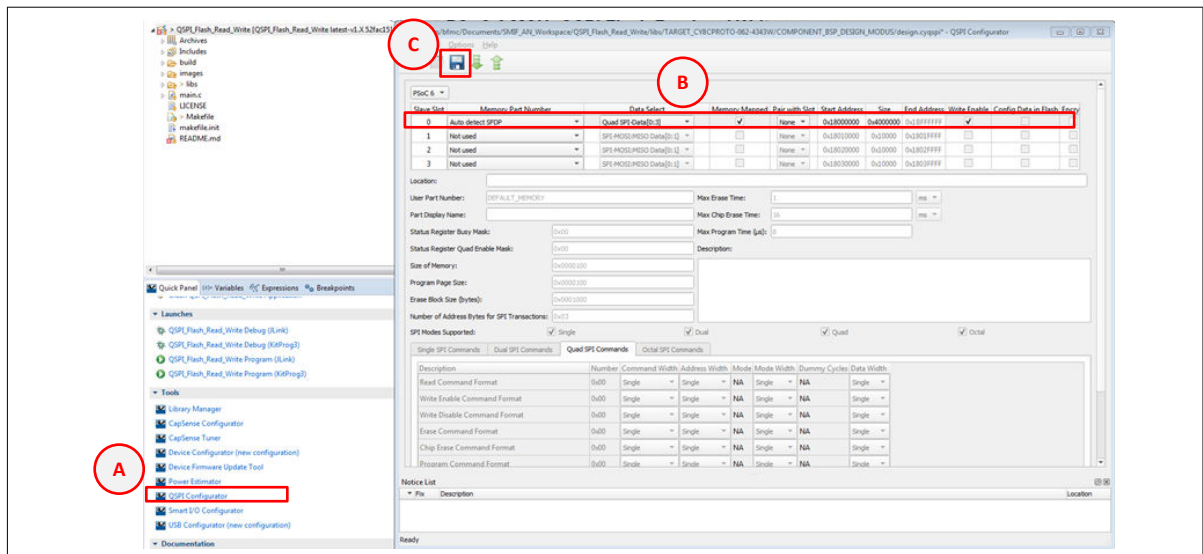 QSPI_Flash_Read_Write [QSPI_Flash_Read_Write latest-v1.X 52fac15]
Archives
Includes
build
images
libs
main.c
LICENSE
Makefile
makefile.init
README.md
Quick Panel (x)= Variables Expressions Breakpoints
Launches
QSPI_Flash_Read_Write Debug (JLink)
QSPI_Flash_Read_Write Debug (KitProg3)
QSPI_Flash_Read_Write Program (JLink)
QSPI_Flash_Read_Write Program (KitProg3)
Tools
Library Manager
CapSense Configurator
CapSense Tuner
Device Configurator (new configuration)
Device Firmware Update Tool
Power Estimator
QSPI Configurator
Smart I/O Configurator
USB Configurator (new configuration)
Documentation
A
B
C
/bfmc/Documents/SMIF_AN_Workspace/QSPI_Flash_Read_Write/libs/TARGET_CYBCPROTO-062-4343W/COMPONENT_BSP_DESIGN_MODUS/design.cyqspi* - QSPI Configurator
Options Help
PSoC 6
Slave Slot Memory Part Number Data Select Memory Mapped Pair with Slot Start Address Size End Address Write Enable Config Data in Flash Encry
0 Auto detect SFDP Quad SPI-Data[0:3] None 0x18000000 0x4000000 0x1BFFFFFF
1 Not used SPI-MOSI:MISO Data[0:1] None 0x18010000 0x10000 0x1801FFFF
2 Not used SPI-MOSI:MISO Data[0:1] None 0x18020000 0x10000 0x1802FFFF
3 Not used SPI-MOSI:MISO Data[0:1] None 0x18030000 0x10000 0x1803FFFF
Location:
User Part Number: DEFAULT_MEMORY Max Erase Time: 1 ms
Part Display Name: Max Chip Erase Time: 16 ms
Status Register Busy Mask: 0x00 Max Program Time (µs): 8
Status Register Quad Enable Mask: 0x00 Description:
Size of Memory: 0x0000100
Program Page Size: 0x0000100
Erase Block Size (bytes): 0x0001000
Number of Address Bytes for SPI Transactions: 0x03
SPI Modes Supported: Single Dual Quad Octal
Single SPI Commands Dual SPI Commands Quad SPI Commands Octal SPI Commands
Description Number Command Width Address Width Mode Mode Width Dummy Cycles Data Width
Read Command Format 0x00 Single Single NA Single NA Single
Write Enable Command Format 0x00 Single Single NA Single NA Single
Write Disable Command Format 0x00 Single Single NA Single NA Single
Erase Command Format 0x00 Single Single NA Single NA Single
Chip Erase Command Format 0x00 Single Single NA Single NA Single
Program Command Format 0x00 Single Single NA Single NA Single
Notice List
Fix Description Location
Ready